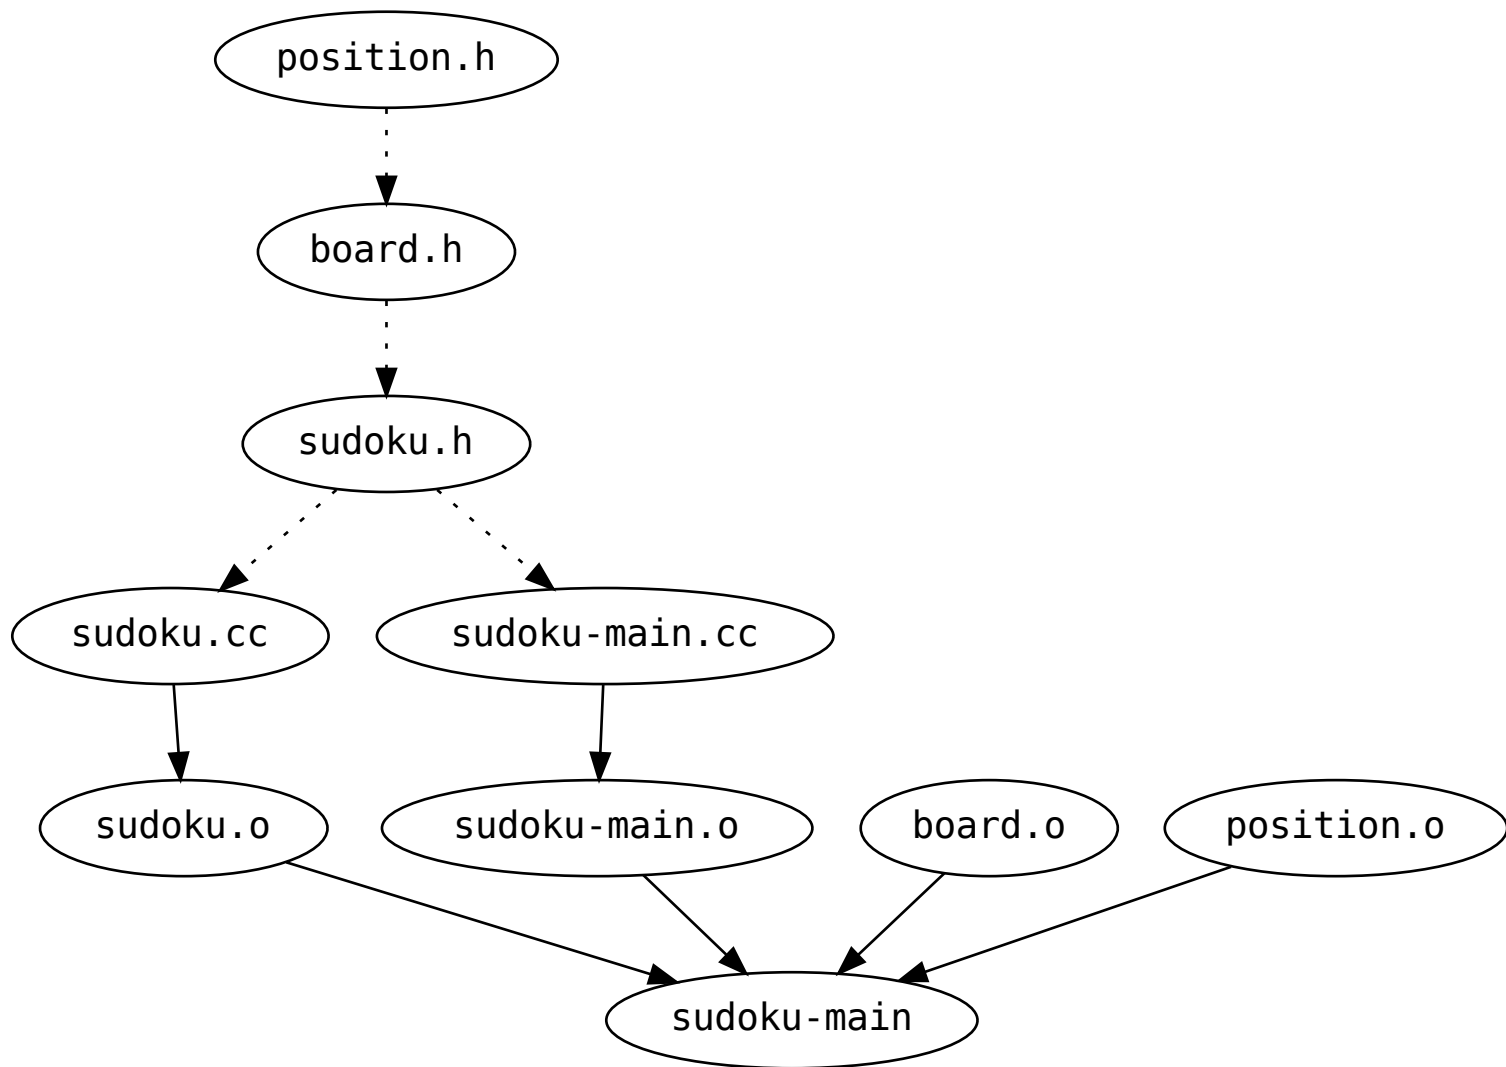 position.h
board.h
sudoku.h
sudoku.cc
sudoku-main.cc
sudoku.o
sudoku-main.o
board.o
position.o
sudoku-main